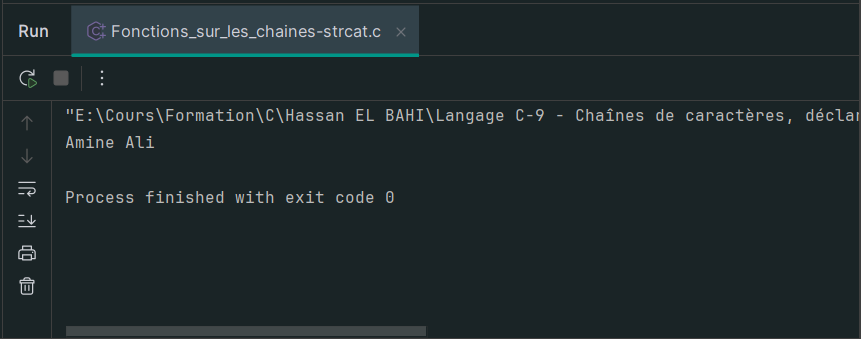 Run
Fonctions_sur_les_chaines-strcat.c
"E:\Cours\Formation\C\Hassan EL BAHI\Langage C-9 - Chaînes de caractères, déclar
Amine Ali
Process finished with exit code 0